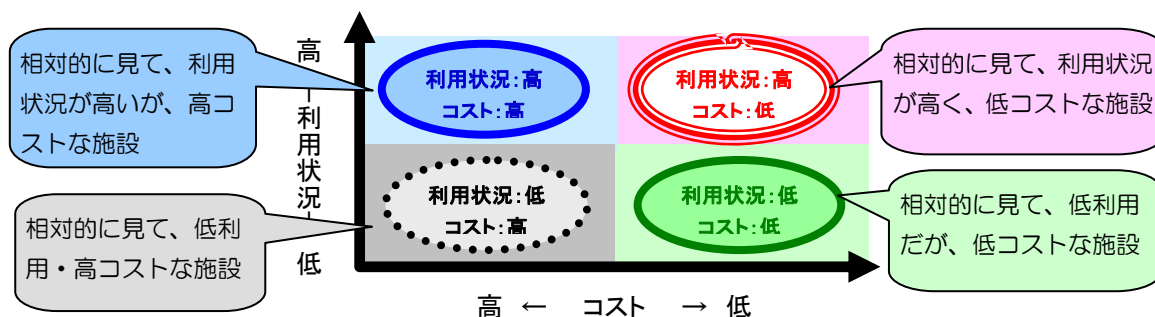 相対的に見て、利用
状況が高いが、高コ
ストな施設
高
←利用状況→
低
利用状況:高
コスト:高
利用状況:高
コスト:低
相対的に見て、利用状況
が高く、低コストな施設
相対的に見て、低利
用・高コストな施設
利用状況:低
コスト:高
利用状況:低
コスト:低
相対的に見て、低利用
だが、低コストな施設
高 ← コスト → 低